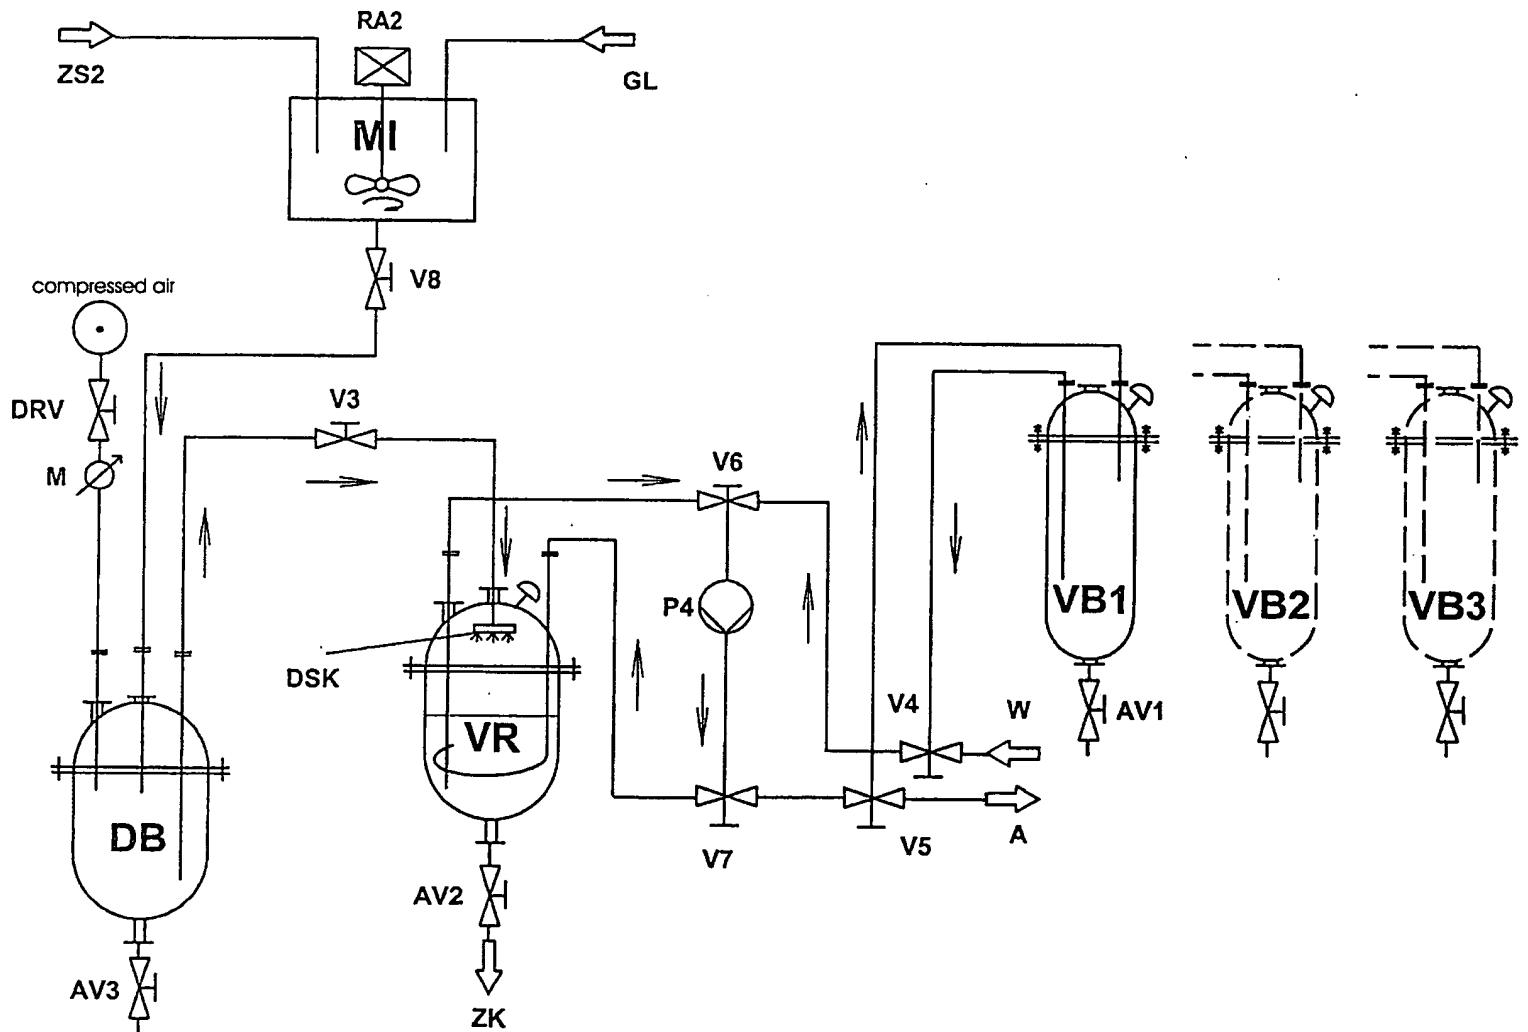 RA2
ZS2
GL
MI
V8
compressed air
DRV
V3
M
V6
P4
VB1
VB2
VB3
DSK
V4
W
AV1
VR
DB
V7
V5
A
AV2
AV3
ZK